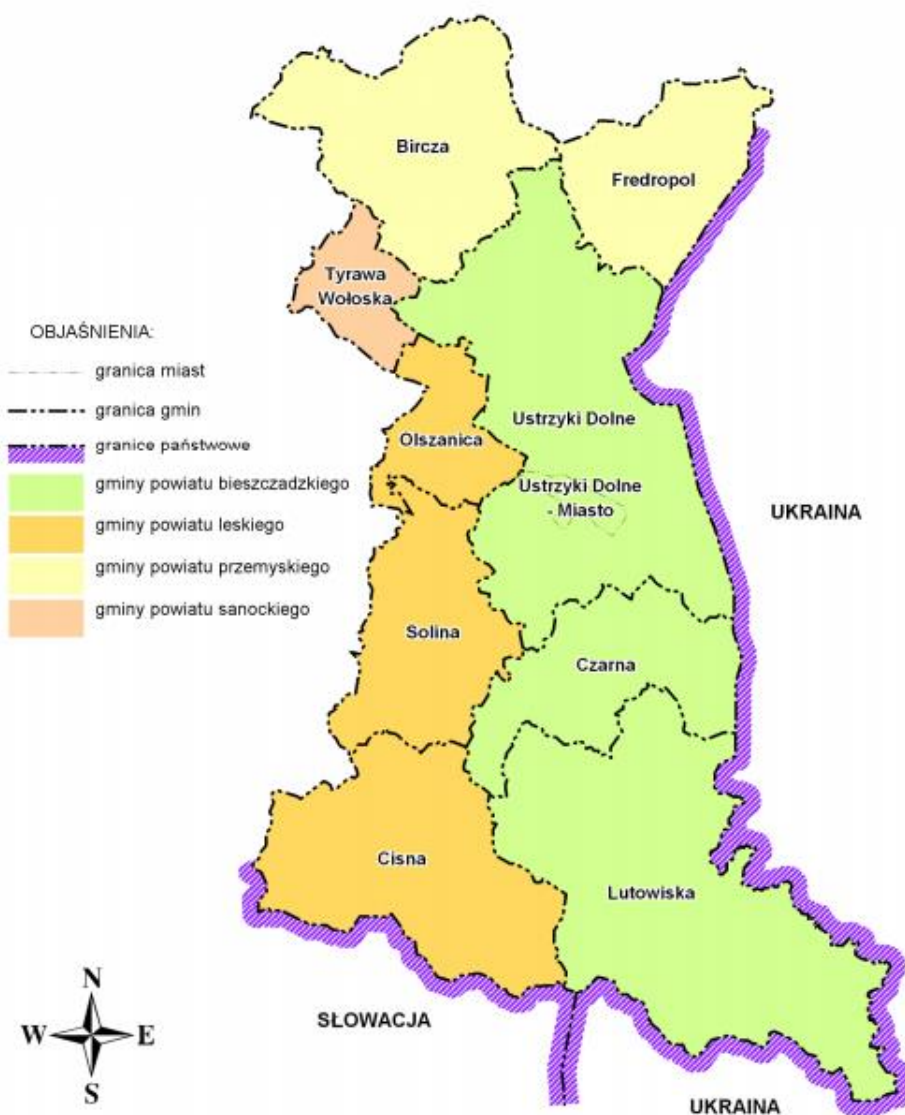 Bircza
Fredropol
Tyrawa
Wołoska
OBJAŚNIENIA:
granica miast
granica gmin
granice państwowe
gminy powiatu bieszczadzkiego
gminy powiatu leskiego
gminy powiatu przemyskiego
gminy powiatu sanockiego
Olszanica
Ustrzyki Dolne
Ustrzyki Dolne
- Miasto
UKRAINA
Solina
Czarna
Cisna
Lutowiska
N
W E
S
SŁOWACJA
UKRAINA